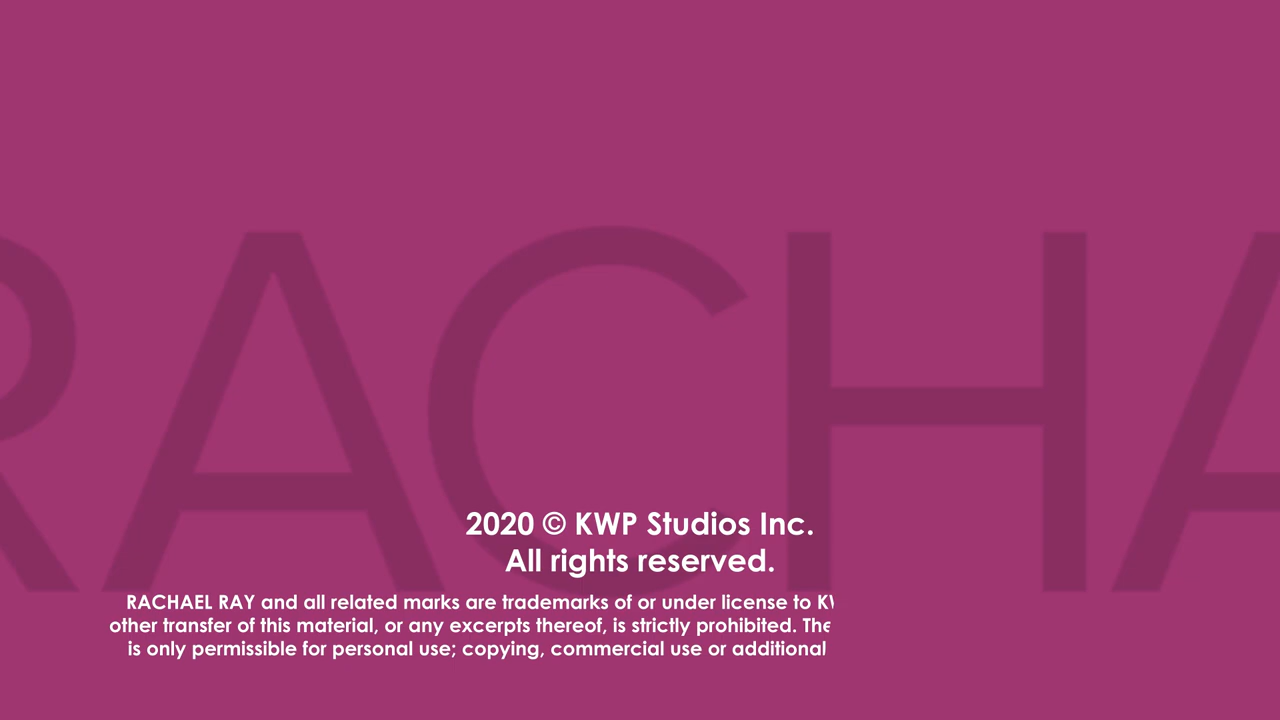 RACHA
2020 © KWP Studios Inc.
All rights reserved.
RACHAEL RAY and all related marks are trademarks of or under license to
other transfer of this material, or any excerpts thereof, is strictly prohibited. The
is only permissible for personal use; copying, commercial use or additional